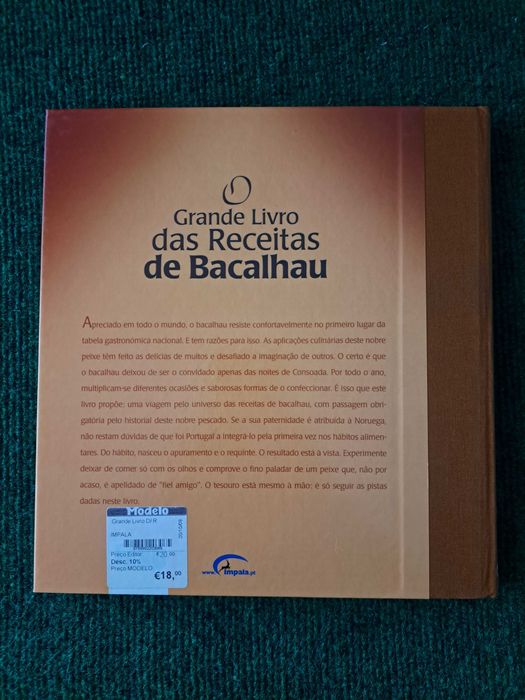 O
Grande Livro
das Receitas
de Bacalhau
Apreciado em todo o mundo, o bacalhau resiste confortavelmente no primeiro lugar da
tabela gastronómica nacional. E tem razões para isso. As aplicações culinárias deste nobre
peixe têm feito as delícias de muitos e desafiado a imaginação de outros. O certo é que
o bacalhau deixou de ser o convidado apenas das noites de Consoada. Por todo o ano,
multiplicam-se diferentes ocasiões e saborosas formas de o confeccionar. É isso que este
livro propõe: uma viagem pelo universo das receitas de bacalhau, com passagem obri-
gatória pelo historial deste nobre pescado. Se a sua paternidade é atribuída à Noruega,
não restam dúvidas de que foi Portugal a integrá-lo pela primeira vez nos hábitos alimen-
tares. Do hábito, nasceu o apuramento e o requinte. O resultado está à vista. Experimente
deixar de comer só com os olhos e comprove o fino paladar de um peixe que, não por
acaso, é apelidado de "fiel amigo". O tesouro está mesmo à mão: é só seguir as pistas
dadas neste livro.
Modelo
Grande Livro D/R
IMPALA
Preço Editor: €20,00
Desc. 10%
Preço MODELO:
€18,00
www.impala.pt